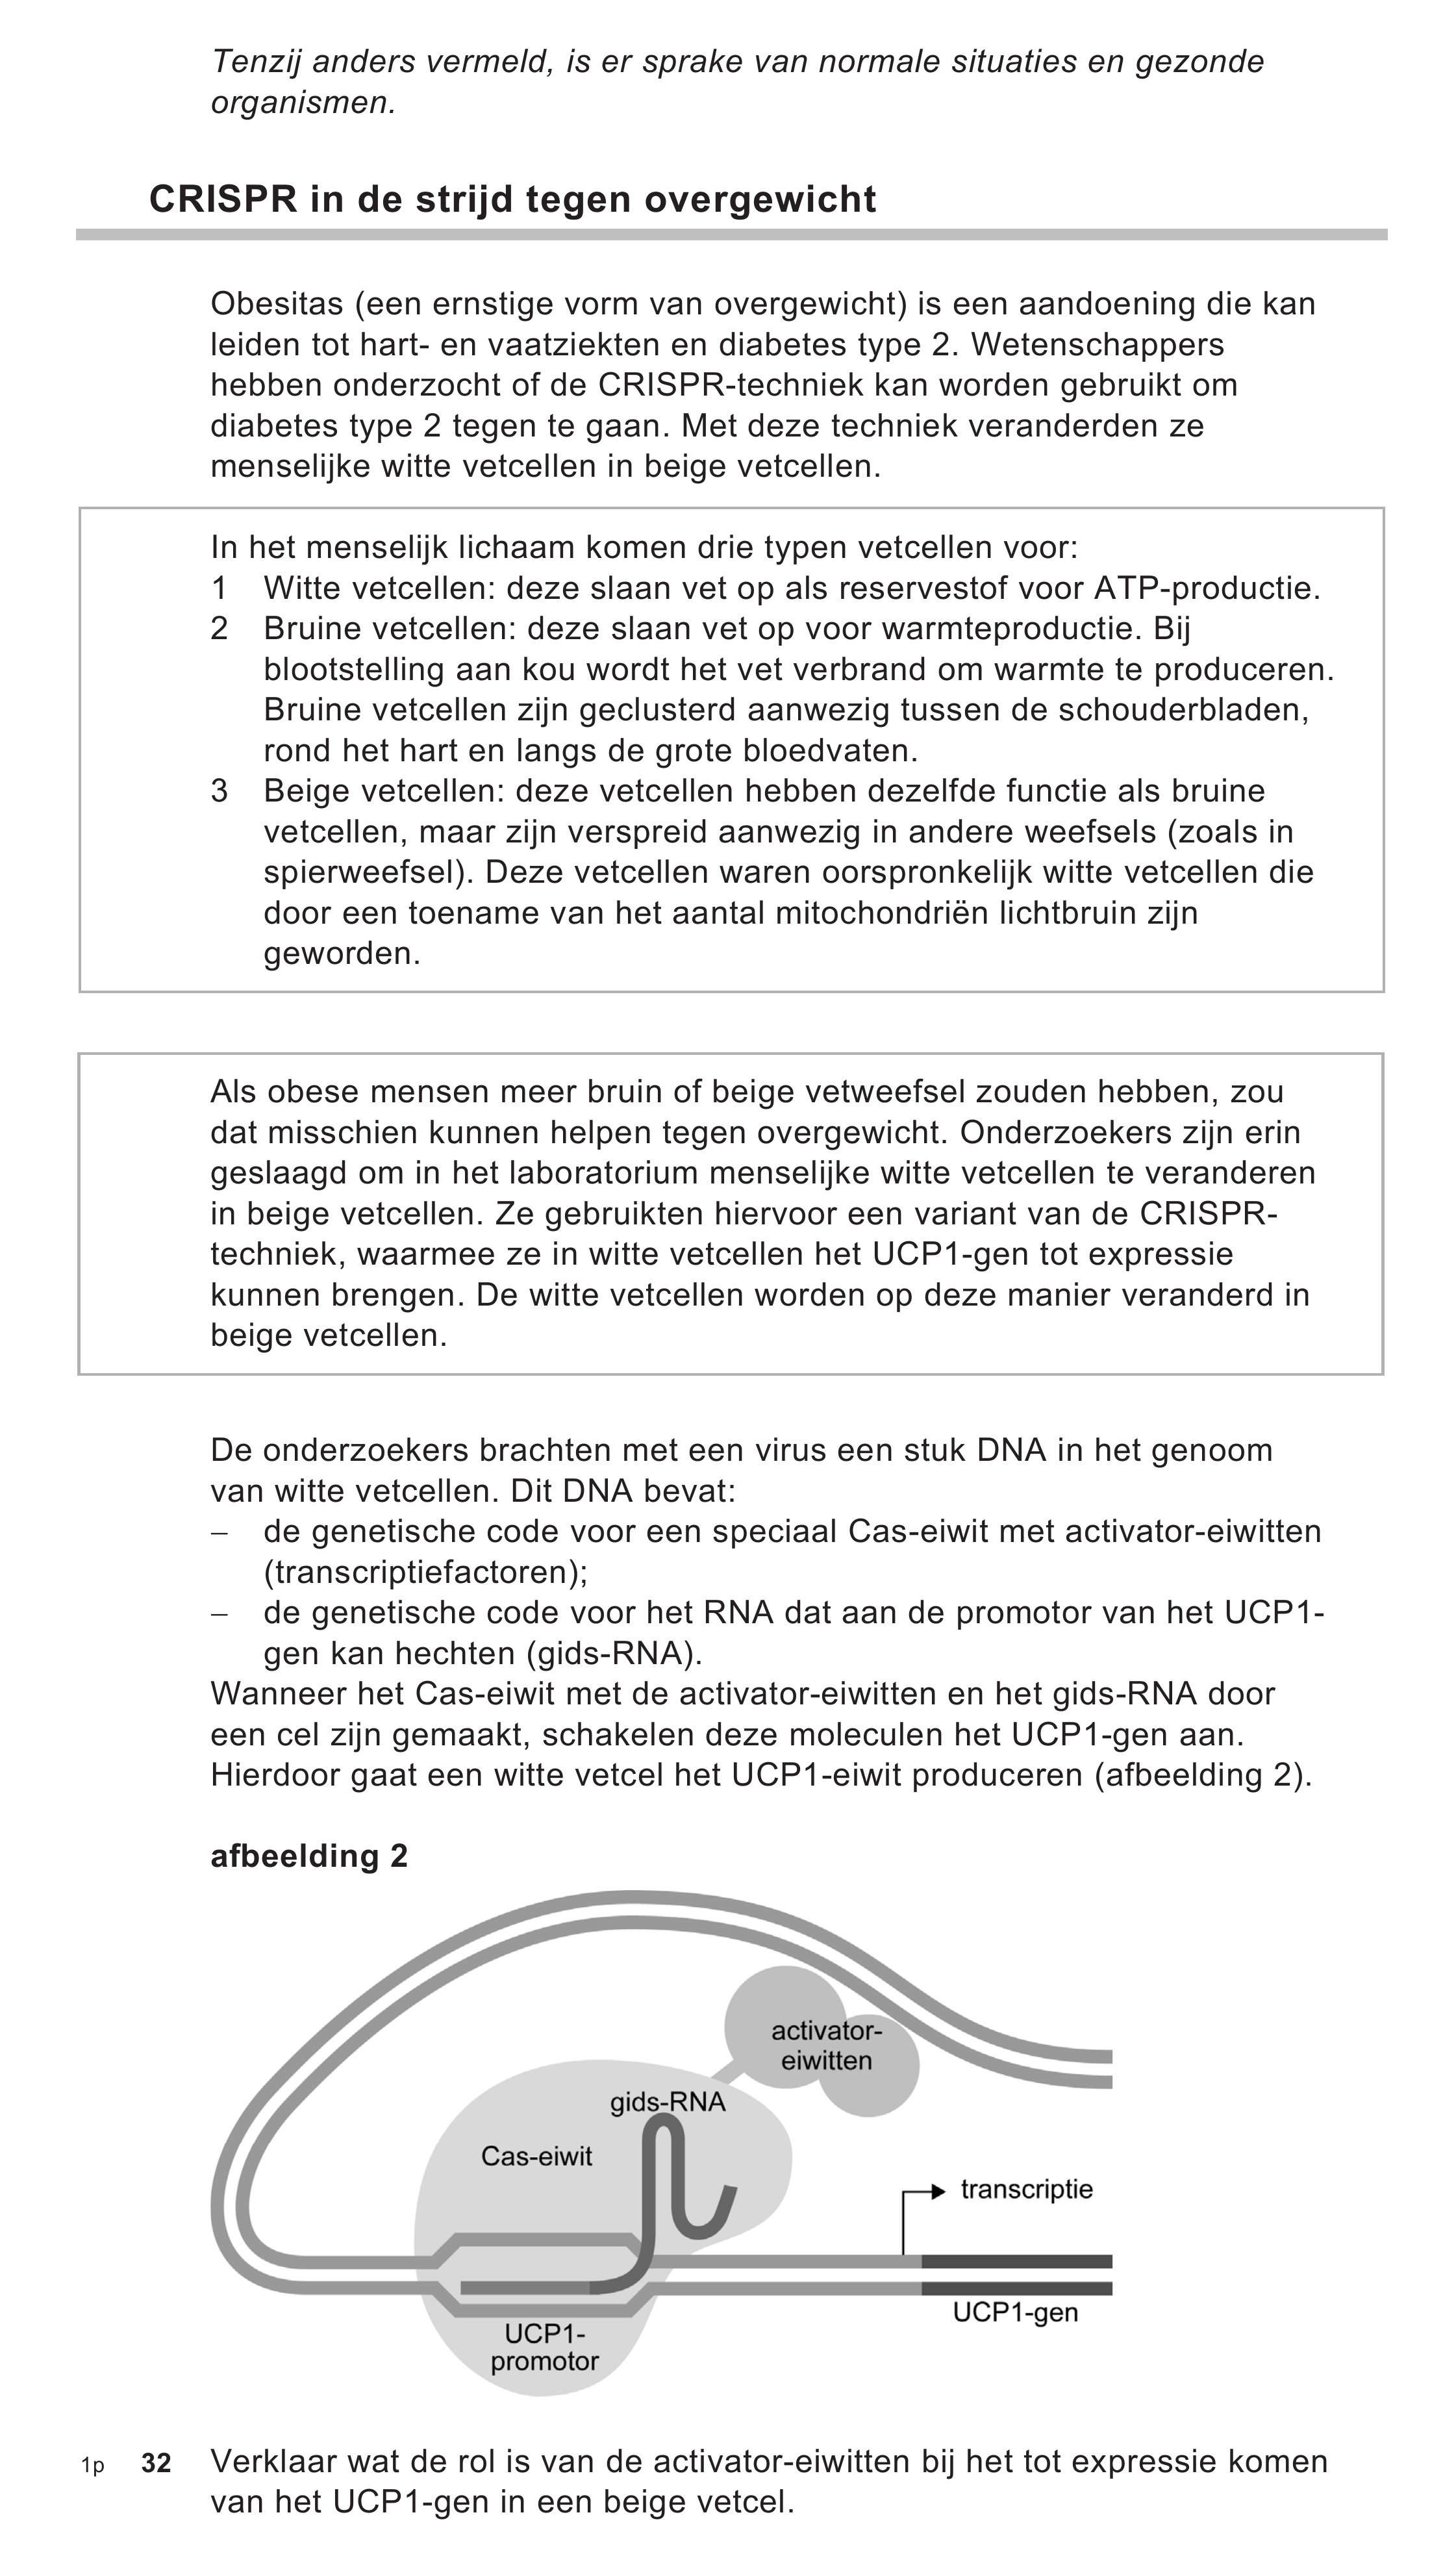 Tenzij anders vermeld, is er sprake van normale situaties en gezonde
organismen.
CRISPR in de strijd tegen overgewicht
Obesitas (een ernstige vorm van overgewicht) is een aandoening die kan
leiden tot hart- en vaatziekten en diabetes type 2. Wetenschappers
hebben onderzocht of de CRISPR-techniek kan worden gebruikt om
diabetes type 2 tegen te gaan. Met deze techniek veranderden ze
menselijke witte vetcellen in beige vetcellen.
In het menselijk lichaam komen drie typen vetcellen voor:
1 Witte vetcellen: deze slaan vet op als reservestof voor ATP-productie.
2 Bruine vetcellen: deze slaan vet op voor warmteproductie. Bij
blootstelling aan kou wordt het vet verbrand om warmte te produceren.
Bruine vetcellen zijn geclusterd aanwezig tussen de schouderbladen,
rond het hart en langs de grote bloedvaten.
3 Beige vetcellen: deze vetcellen hebben dezelfde functie als bruine
vetcellen, maar zijn verspreid aanwezig in andere weefsels (zoals in
spierweefsel). Deze vetcellen waren oorspronkelijk witte vetcellen die
door een toename van het aantal mitochondriën lichtbruin zijn
geworden.
Als obese mensen meer bruin of beige vetweefsel zouden hebben, zou
dat misschien kunnen helpen tegen overgewicht. Onderzoekers zijn erin
geslaagd om in het laboratorium menselijke witte vetcellen te veranderen
in beige vetcellen. Ze gebruikten hiervoor een variant van de CRISPR-
techniek, waarmee ze in witte vetcellen het UCP1-gen tot expressie
kunnen brengen. De witte vetcellen worden op deze manier veranderd in
beige vetcellen.
De onderzoekers brachten met een virus een stuk DNA in het genoom
van witte vetcellen. Dit DNA bevat:
– de genetische code voor een speciaal Cas-eiwit met activator-eiwitten
(transcriptiefactoren);
– de genetische code voor het RNA dat aan de promotor van het UCP1-
gen kan hechten (gids-RNA).
Wanneer het Cas-eiwit met de activator-eiwitten en het gids-RNA door
een cel zijn gemaakt, schakelen deze moleculen het UCP1-gen aan.
Hierdoor gaat een witte vetcel het UCP1-eiwit produceren (afbeelding 2).
afbeelding 2
activator-
eiwitten
gids-RNA
Cas-eiwit
transcriptie
UCP1-gen
UCP1-
promotor
1p 32 Verklaar wat de rol is van de activator-eiwitten bij het tot expressie komen
van het UCP1-gen in een beige vetcel.